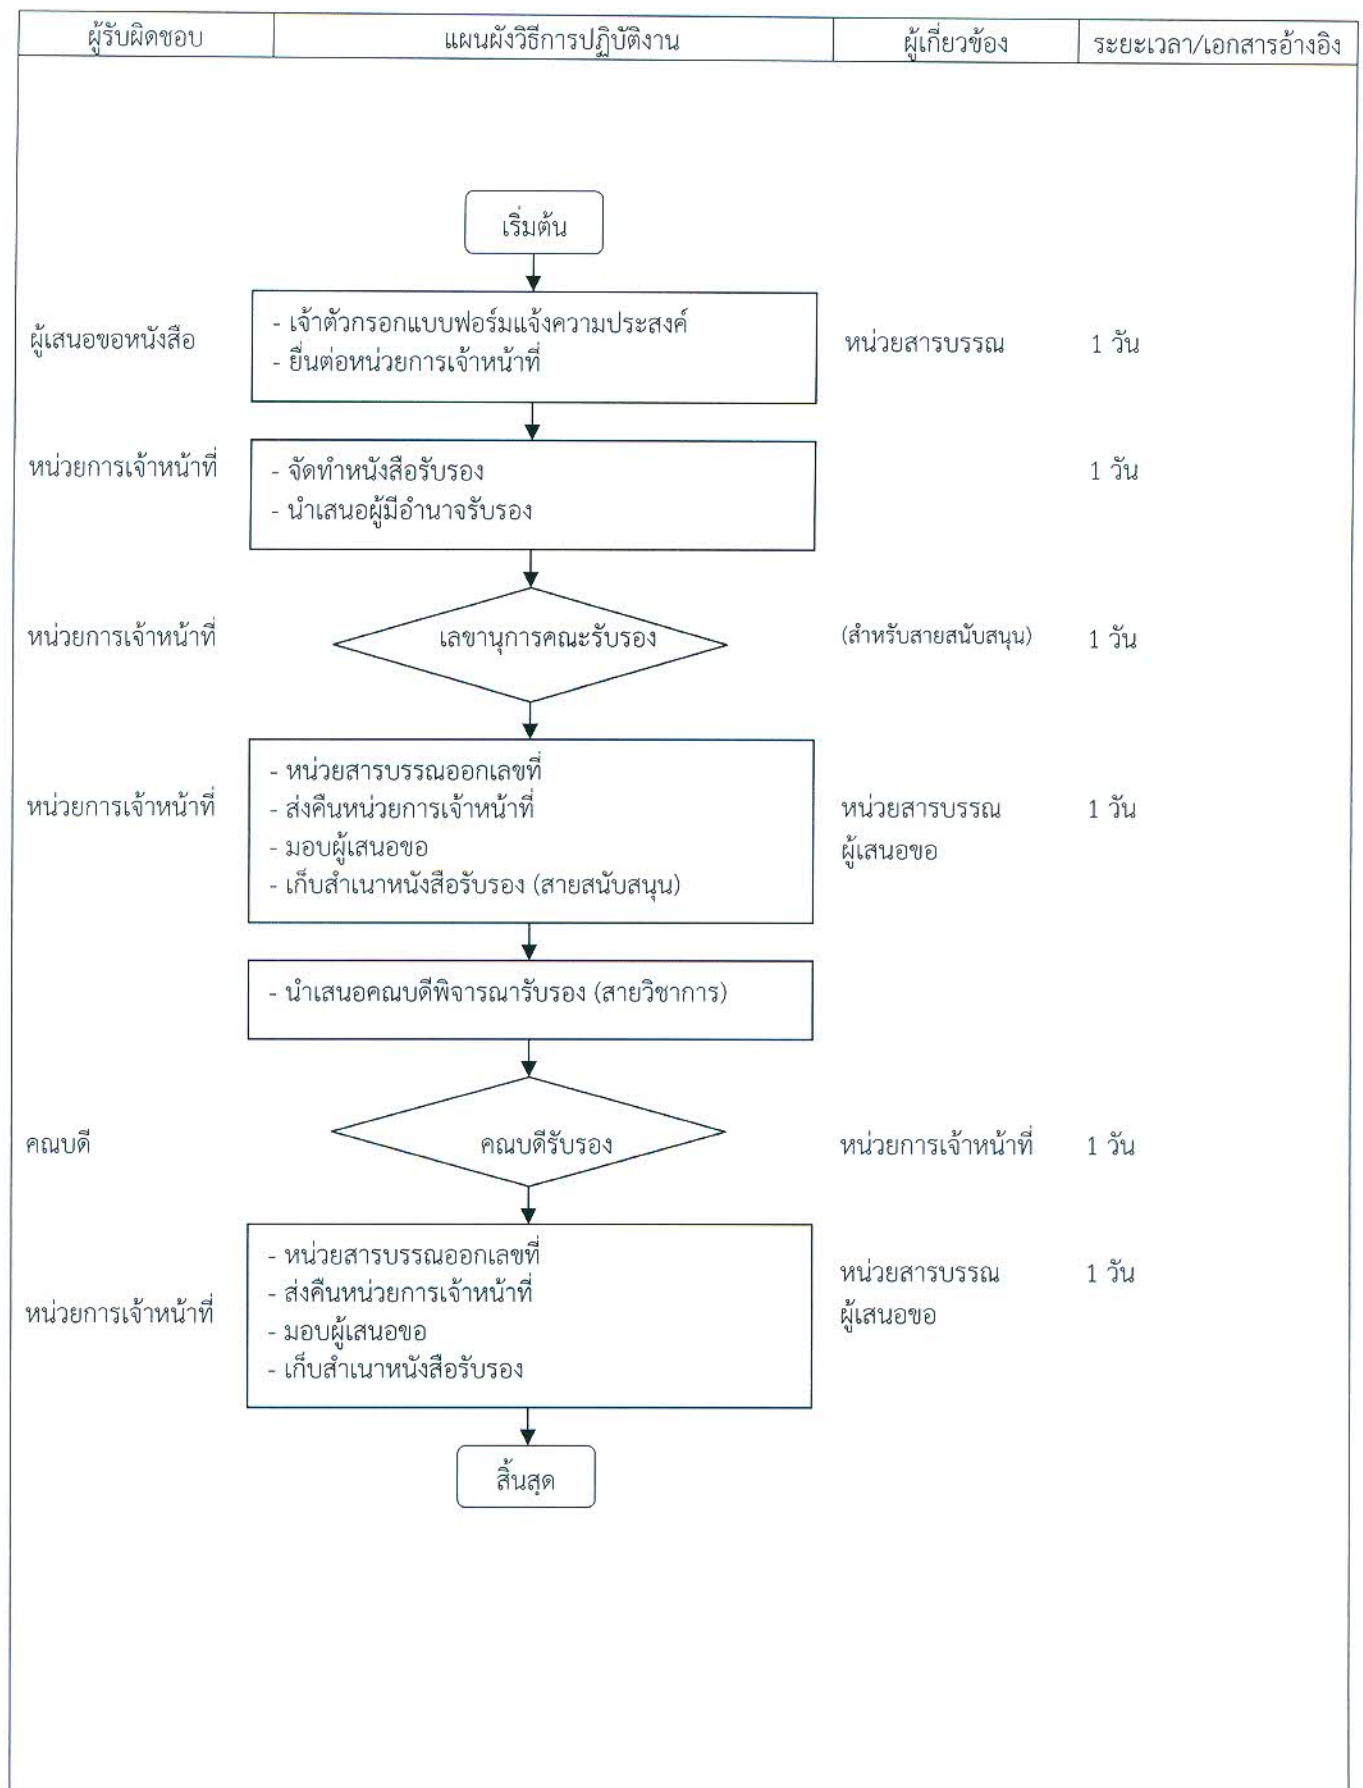 ผู้รับผิดชอบ แผนผังวิธีการปฏิบัติงาน ผู้เกี่ยวข้อง ระยะเวลา/เอกสารอ้างอิง
เริ่มต้น
ผู้เสนอขอหนังสือ
- เจ้าตัวกรอกแบบฟอร์มแจ้งความประสงค์
- ยื่นต่อหน่วยการเจ้าหน้าที่
หน่วยสารบรรณ 1 วัน
หน่วยการเจ้าหน้าที่
- จัดทำหนังสือรับรอง
- นำเสนอผู้มีอำนาจรับรอง
1 วัน
หน่วยการเจ้าหน้าที่ เลขานุการคณะรับรอง (สำหรับสายสนับสนุน) 1 วัน
หน่วยการเจ้าหน้าที่
- หน่วยสารบรรณออกเลขที่
- ส่งคืนหน่วยการเจ้าหน้าที่
- มอบผู้เสนอขอ
- เก็บสำเนาหนังสือรับรอง (สายสนับสนุน)
หน่วยสารบรรณ 1 วัน
ผู้เสนอขอ
- นำเสนอคณบดีพิจารณารับรอง (สายวิชาการ)
คณบดี คณบดีรับรอง หน่วยการเจ้าหน้าที่ 1 วัน
หน่วยการเจ้าหน้าที่
- หน่วยสารบรรณออกเลขที่
- ส่งคืนหน่วยการเจ้าหน้าที่
- มอบผู้เสนอขอ
- เก็บสำเนาหนังสือรับรอง
หน่วยสารบรรณ 1 วัน
ผู้เสนอขอ
สิ้นสุด